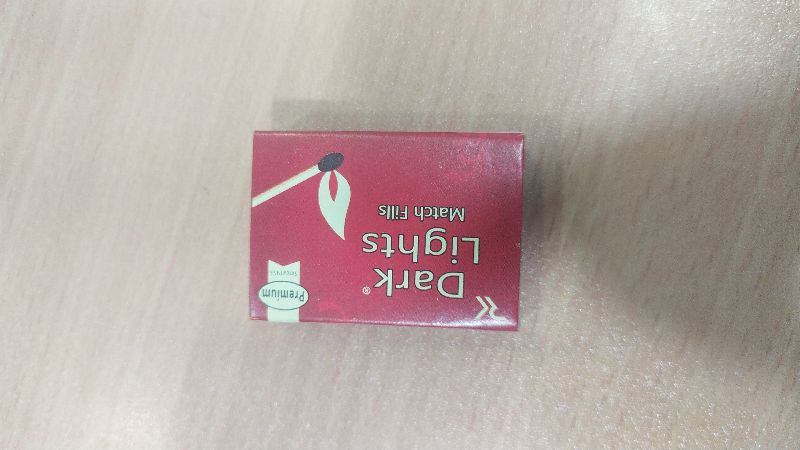 Dark®
Lights
Match Fills
Premium